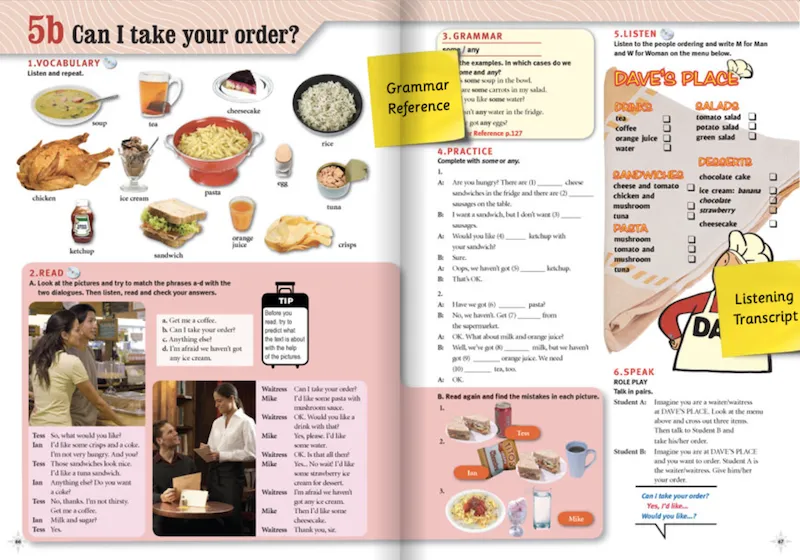 5b Can I take your order?
1.VOCABULARY
Listen and repeat.
soup
tea
cheesecake
rice
chicken
ice cream
pasta
egg
tuna
ketchup
sandwich
orange
juice
crisps
2.READ
A. Look at the pictures and try to match the phrases a-d with the
two dialogues. Then listen, read and check your answers.
a. Get me a coffee.
b. Can I take your order?
c. Anything else?
d. I'm afraid we haven't got
any ice cream.
TIP
Before you
read, try to
predict what
the text is about
with the help
of the pictures.
Tess So, what would you like?
Ian I'd like some crisps and a coke.
I'm not very hungry. And you?
Tess Those sandwiches look nice.
I'd like a tuna sandwich.
Ian Anything else? Do you want
a coke?
Tess No, thanks. I'm not thirsty.
Get me a coffee.
Ian Milk and sugar?
Tess Yes.
Waitress Can I take your order?
Mike I'd like some pasta with
mushroom sauce.
Waitress OK. Would you like a
drink with that?
Mike Yes, please. I'd like
some water.
Waitress OK. Is that all then?
Mike Yes... No wait! I'd like
some strawberry ice
cream for dessert.
Waitress I'm afraid we haven't
got any ice cream.
Mike Then I'd like some
cheesecake.
Waitress Thank you, sir.
66
3. GRAMMAR
some / any
the examples. In which cases do we
some and any?
some soup in the bowl.
are some carrots in my salad.
you like some water?
any water in the fridge.
got any eggs?
Reference p.127
Grammar
Reference
4.PRACTICE
Complete with some or any.
1.
A: Are you hungry? There are (1) ______ cheese
sandwiches in the fridge and there are (2) ______
sausages on the table.
B: I want a sandwich, but I don't want (3) ______
sausages.
A: Would you like (4) ______ ketchup with
your sandwich?
B: Sure.
A: Oops, we haven't got (5) ______ ketchup.
B: That's OK.
2.
A: Have we got (6) ______ pasta?
B: No, we haven't. Get (7) ______ from
the supermarket.
A: OK. What about milk and orange juice?
B: Well, we've got (8) ______ milk, but we haven't
got (9) ______ orange juice. We need
(10) ______ tea, too.
A: OK.
B. Read again and find the mistakes in each picture.
1.
Tess
2.
Ian
3.
Mike
5.LISTEN
Listen to the people ordering and write M for Man
and W for Woman on the menu below.
DAVE'S PLACE
DRINKS
tea
coffee
orange juice
water
SALADS
tomato salad
potato salad
green salad
SANDWICHES
cheese and tomato
chicken and
mushroom
tuna
DESSERTS
chocolate cake
ice cream: banana
chocolate
strawberry
cheesecake
PASTA
mushroom
tomato and
mushroom
tuna
DA
Listening
Transcript
6.SPEAK
ROLE PLAY
Talk in pairs.
Student A: Imagine you are a waiter/waitress
at DAVE'S PLACE. Look at the menu
above and cross out three items.
Then talk to Student B and
take his/her order.
Student B: Imagine you are at DAVE'S PLACE
and you want to order. Student A is
the waiter/waitress. Give him/her
your order.
Can I take your order?
Yes, I'd like...
Would you like...?
67